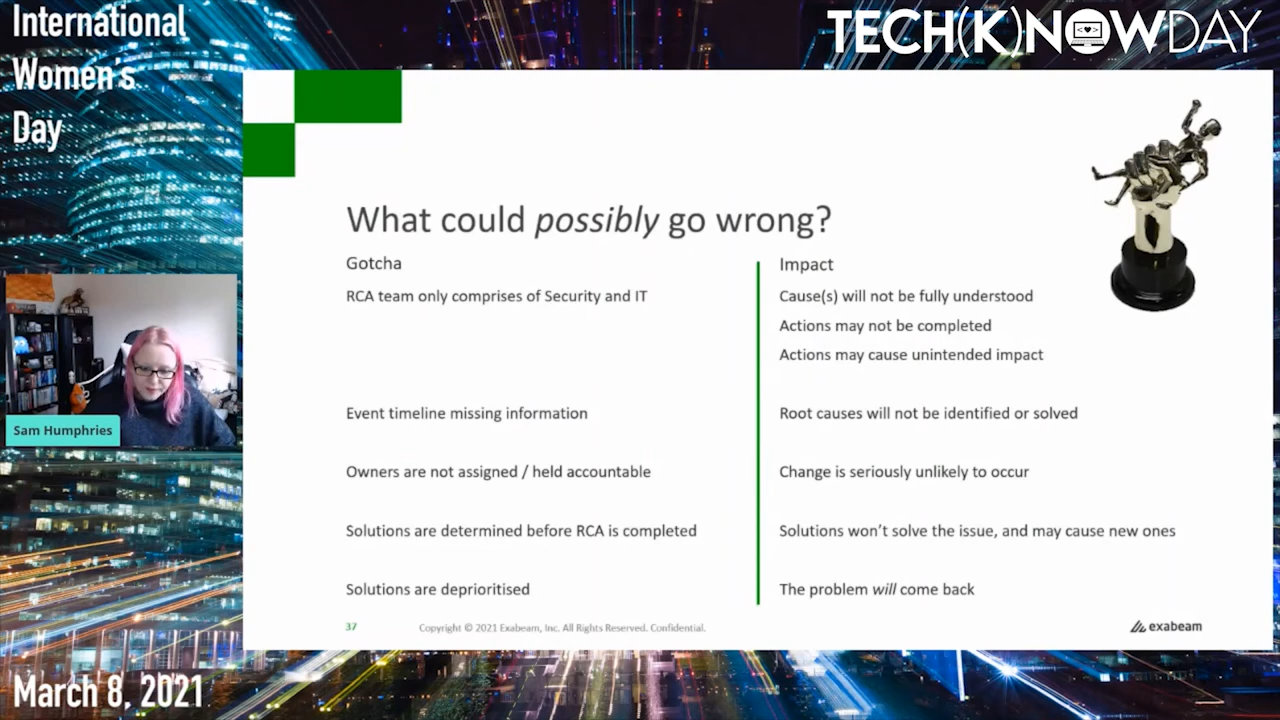 International
Women's
Day
TECH(K)NOWDAY
What could possibly go wrong?
Gotcha
Impact
RCA team only comprises of Security and IT
Cause(s) will not be fully understood
Actions may not be completed
Actions may cause unintended impact
Event timeline missing information
Root causes will not be identified or solved
Owners are not assigned / held accountable
Change is seriously unlikely to occur
Solutions are determined before RCA is completed
Solutions won't solve the issue, and may cause new ones
Solutions are deprioritised
The problem will come back
37
Copyright © 2021 Exabeam, Inc. All Rights Reserved. Confidential.
exabeam
Sam Humphries
March 8, 2021